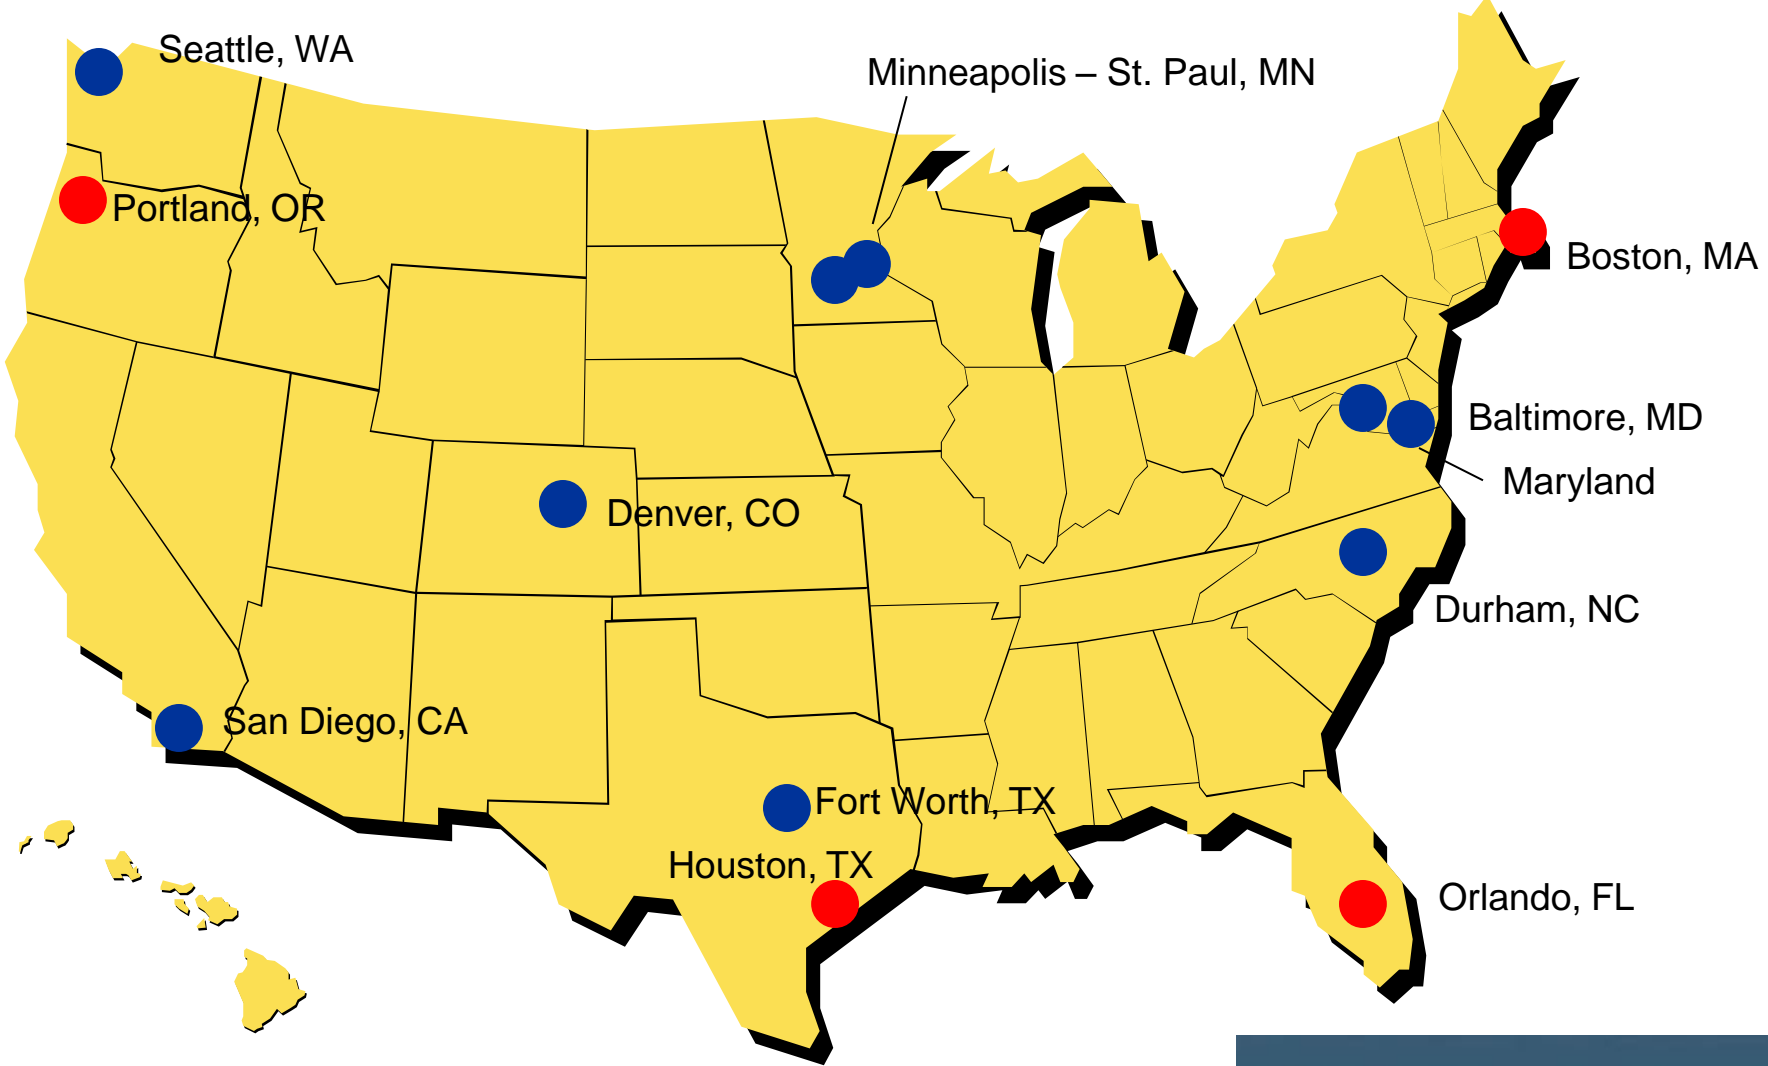 Seattle, WA
Minneapolis – St. Paul, MN
Portland, OR
Boston, MA
Baltimore, MD
Maryland
Denver, CO
Durham, NC
San Diego, CA
Fort Worth, TX
Houston, TX
Orlando, FL